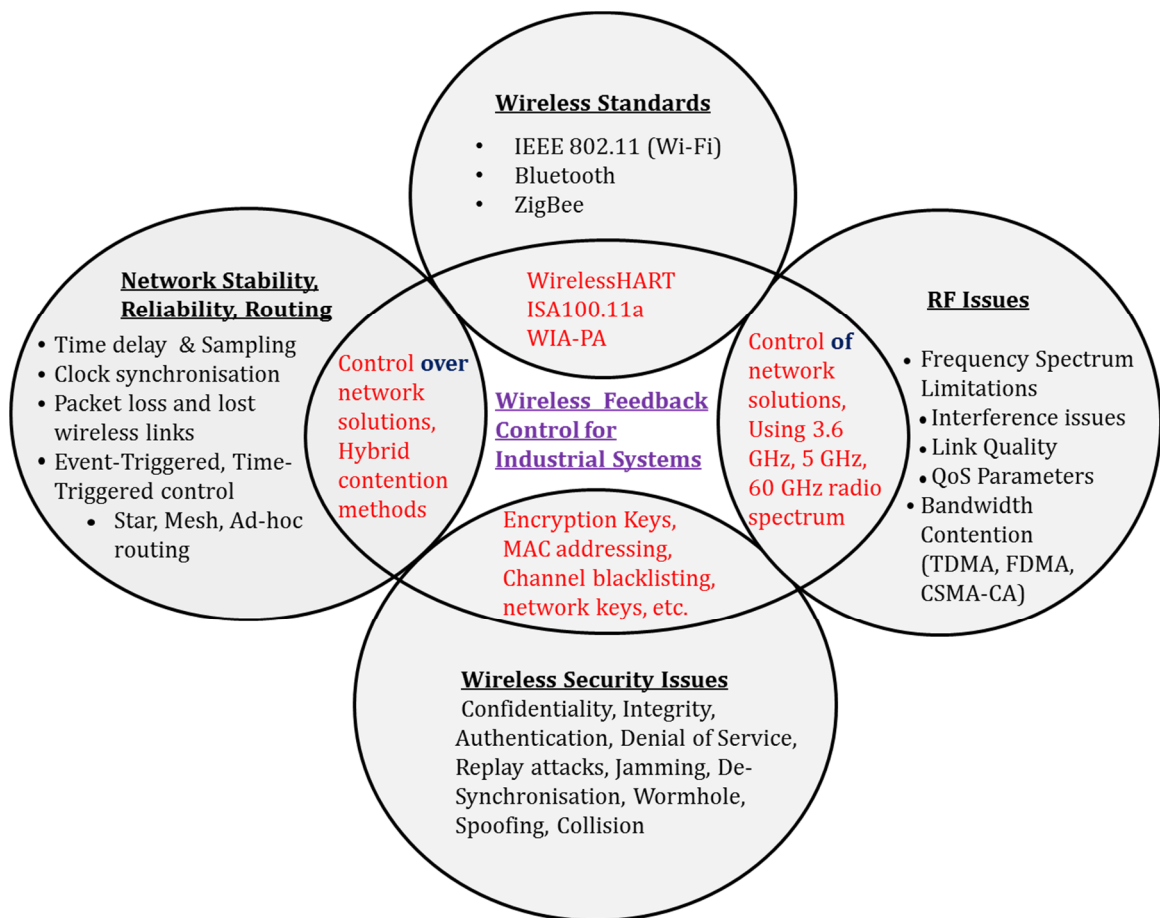 Wireless Standards
• IEEE 802.11 (Wi-Fi)
• Bluetooth
• ZigBee
WirelessHART
ISA100.11a
WIA-PA
Network Stability,
Reliability, Routing
• Time delay & Sampling
• Clock synchronisation
• Packet loss and lost
wireless links
• Event-Triggered, Time-
Triggered control
• Star, Mesh, Ad-hoc
routing
Control over
network
solutions,
Hybrid
contention
methods
Wireless Feedback
Control for
Industrial Systems
Control of
network
solutions,
Using 3.6
GHz, 5 GHz,
60 GHz radio
spectrum
RF Issues
• Frequency Spectrum
Limitations
• Interference issues
• Link Quality
• QoS Parameters
• Bandwidth
Contention
(TDMA, FDMA,
CSMA-CA)
Encryption Keys,
MAC addressing,
Channel blacklisting,
network keys, etc.
Wireless Security Issues
Confidentiality, Integrity,
Authentication, Denial of Service,
Replay attacks, Jamming, De-
Synchronisation, Wormhole,
Spoofing, Collision